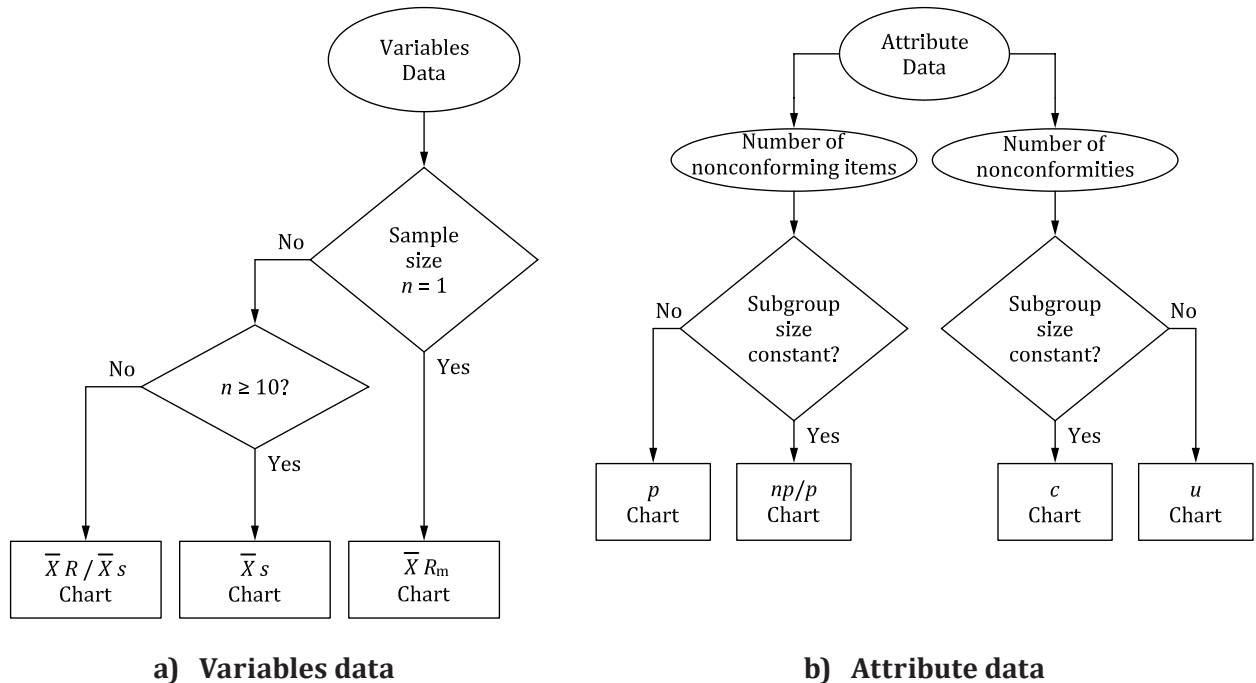 Variables
Data
No
Sample
size
n = 1
No
n ≥ 10?
Yes
Yes
X̅ R / X̅ s
Chart
X̅ s
Chart
X̅ Rₘ
Chart
a) Variables data
Attribute
Data
Number of
nonconforming items
Number of
nonconformities
No
Subgroup
size
constant?
Yes
Subgroup
size
constant?
No
Yes
p
Chart
np/p
Chart
c
Chart
u
Chart
b) Attribute data